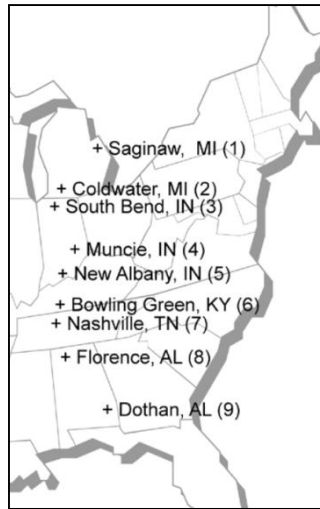 + Saginaw, MI (1)
+ Coldwater, MI (2)
+ South Bend, IN (3)
+ Muncie, IN (4)
+ New Albany, IN (5)
+ Bowling Green, KY (6)
+ Nashville, TN (7)
+ Florence, AL (8)
+ Dothan, AL (9)